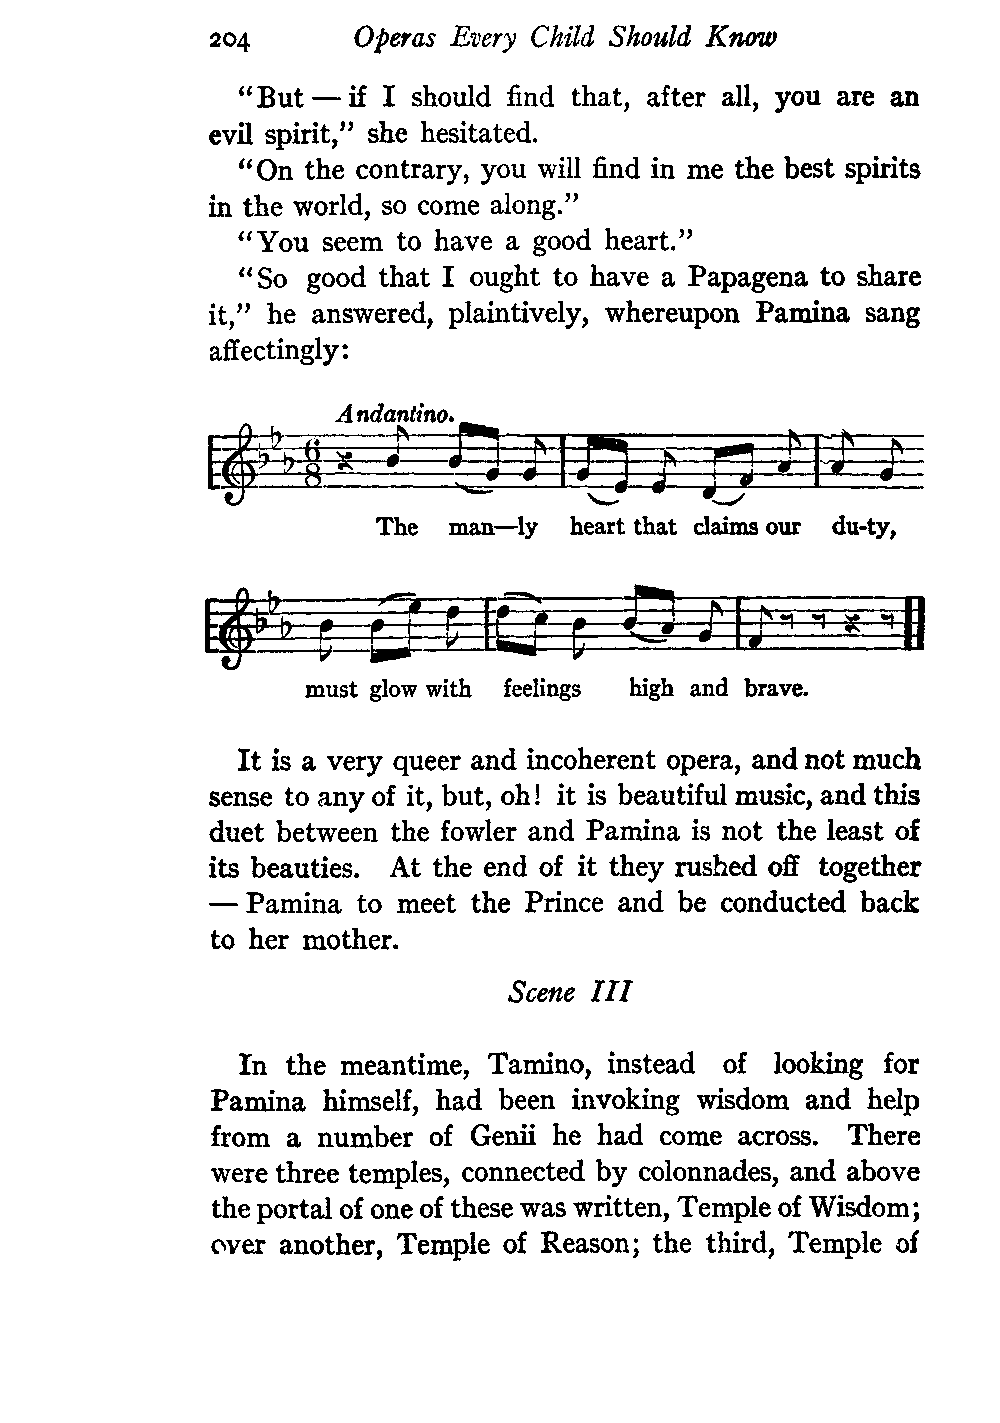 204 Operas Every Child Should Know
“But — if I should find that, after all, you are an
evil spirit,” she hesitated.
“On the contrary, you will find in me the best spirits
in the world, so come along.”
“You seem to have a good heart.”
“So good that I ought to have a Papagena to share
it,” he answered, plaintively, whereupon Pamina sang
affectingly:
Andantino.
6
8
The man—ly heart that claims our du-ty,
must glow with feelings high and brave.
It is a very queer and incoherent opera, and not much
sense to any of it, but, oh! it is beautiful music, and this
duet between the fowler and Pamina is not the least of
its beauties. At the end of it they rushed off together
— Pamina to meet the Prince and be conducted back
to her mother.
Scene III
In the meantime, Tamino, instead of looking for
Pamina himself, had been invoking wisdom and help
from a number of Genii he had come across. There
were three temples, connected by colonnades, and above
the portal of one of these was written, Temple of Wisdom;
over another, Temple of Reason; the third, Temple of